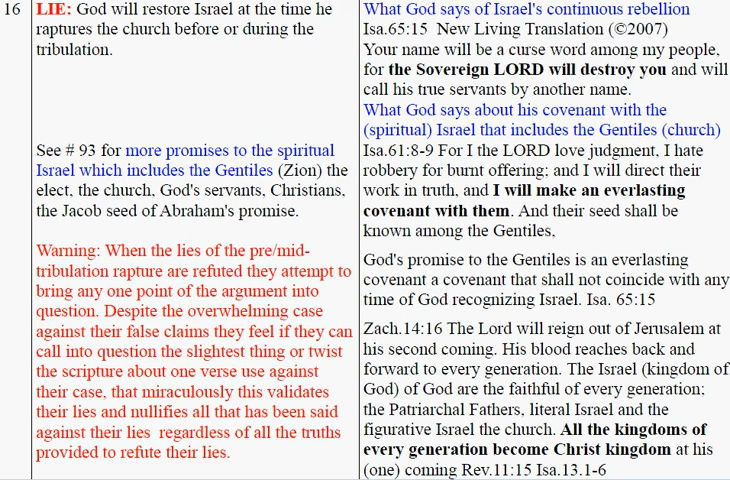 16
LIE: God will restore Israel at the time he
raptures the church before or during the
tribulation.
See # 93 for more promises to the spiritual
Israel which includes the Gentiles (Zion) the
elect, the church, God's servants, Christians,
the Jacob seed of Abraham's promise.
Warning: When the lies of the pre/mid-
tribulation rapture are refuted they attempt to
bring any one point of the argument into
question. Despite the overwhelming case
against their false claims they feel if they can
call into question the slightest thing or twist
the scripture about one verse use against
their case, that miraculously this validates
their lies and nullifies all that has been said
against their lies  regardless of all the truths
provided to refute their lies.
What God says of Israel's continuous rebellion
Isa.65:15  New Living Translation (©2007)
Your name will be a curse word among my people,
for the Sovereign LORD will destroy you and will
call his true servants by another name.
What God says about his covenant with the
(spiritual) Israel that includes the Gentiles (church)
Isa.61:8-9 For I the LORD love judgment, I hate
robbery for burnt offering; and I will direct their
work in truth, and I will make an everlasting
covenant with them. And their seed shall be
known among the Gentiles,
God's promise to the Gentiles is an everlasting
covenant a covenant that shall not coincide with any
time of God recognizing Israel. Isa. 65:15
Zach.14:16 The Lord will reign out of Jerusalem at
his second coming. His blood reaches back and
forward to every generation. The Israel (kingdom of
God) of God are the faithful of every generation;
the Patriarchal Fathers, literal Israel and the
figurative Israel the church. All the kingdoms of
every generation become Christ kingdom at his
(one) coming Rev.11:15 Isa.13.1-6